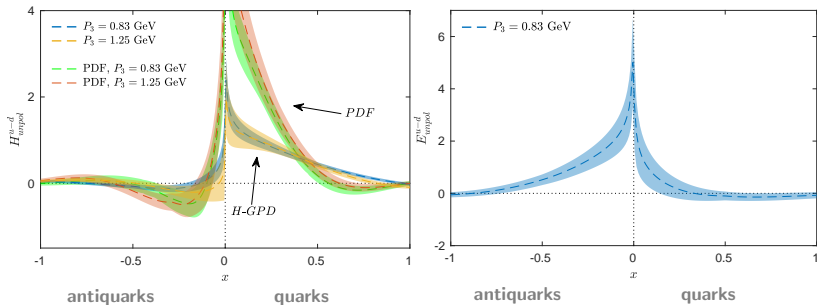 4
2
0
H^{u-d}_{unpol}
P₃ = 0.83 GeV
P₃ = 1.25 GeV
PDF, P₃ = 0.83 GeV
PDF, P₃ = 1.25 GeV
PDF
H-GPD
-1
-0.5
0
0.5
1
x
antiquarks
quarks
7
6
4
2
0
-2
E^{u-d}_{unpol}
P₃ = 0.83 GeV
-1
-0.5
0
0.5
1
x
antiquarks
quarks